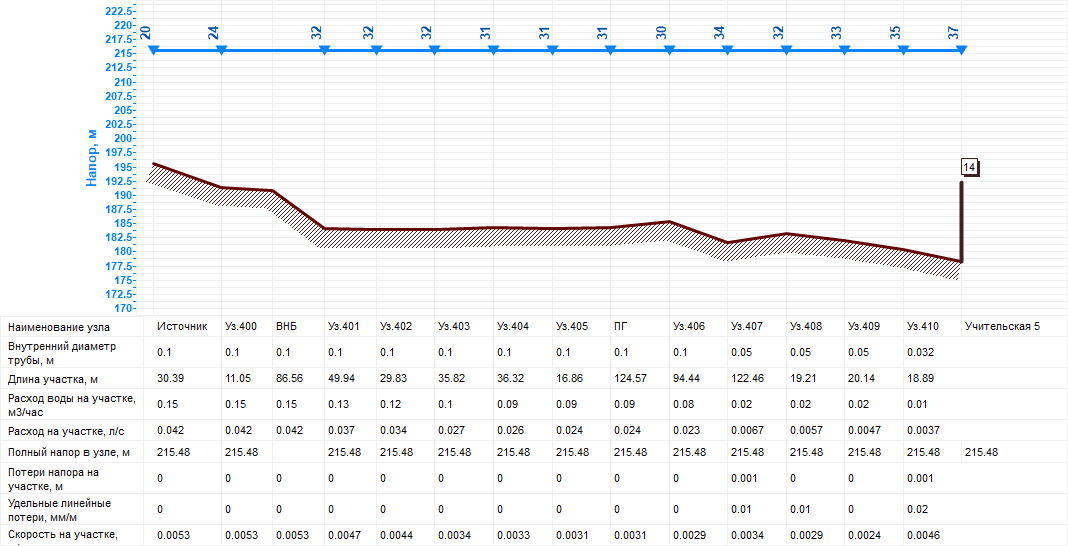 222.5
220
217.5
215
212.5
210
207.5
205
202.5
200
197.5
195
192.5
190
187.5
185
182.5
180
177.5
175
172.5
170
Напор, м
20 24 32 32 32 31 31 31 30 34 32 33 35 37
14
Наименование узла Источник Уз.400 ВНБ Уз.401 Уз.402 Уз.403 Уз.404 Уз.405 ПГ Уз.406 Уз.407 Уз.408 Уз.409 Уз.410 Учительская 5
Внутренний диаметр
трубы, м 0.1 0.1 0.1 0.1 0.1 0.1 0.1 0.1 0.1 0.1 0.05 0.05 0.05 0.032
Длина участка, м 30.39 11.05 86.56 49.94 29.83 35.82 36.32 16.86 124.57 94.44 122.46 19.21 20.14 18.89
Расход воды на участке,
м3/час 0.15 0.15 0.15 0.13 0.12 0.1 0.09 0.09 0.09 0.08 0.02 0.02 0.02 0.01
Расход на участке, л/с 0.042 0.042 0.042 0.037 0.034 0.027 0.026 0.024 0.024 0.023 0.0067 0.0057 0.0047 0.0037
Полный напор в узле, м 215.48 215.48 215.48 215.48 215.48 215.48 215.48 215.48 215.48 215.48 215.48 215.48 215.48 215.48
Потери напора на
участке, м 0 0 0 0 0 0 0 0 0 0 0.001 0 0 0.001
Удельные линейные
потери, мм/м 0 0 0 0 0 0 0 0 0 0 0.01 0.01 0 0.02
Скорость на участке, 0.0053 0.0053 0.0053 0.0047 0.0044 0.0034 0.0033 0.0031 0.0031 0.0029 0.0034 0.0029 0.0024 0.0046